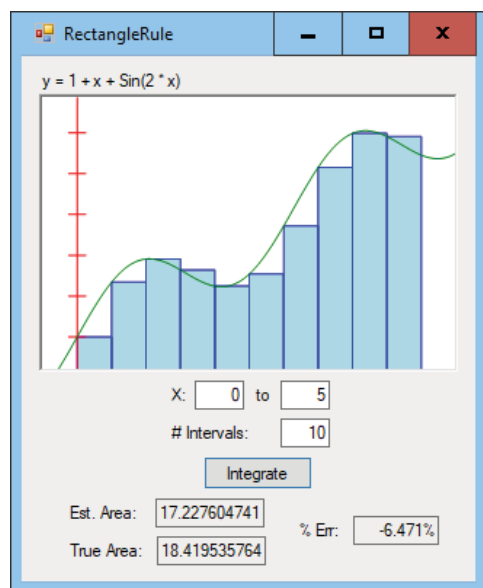 RectangleRule
y = 1 + x + Sin(2 * x)
X: 0 to 5
# Intervals: 10
Integrate
Est. Area: 17.227604741
% Err: -6.471%
True Area: 18.419535764